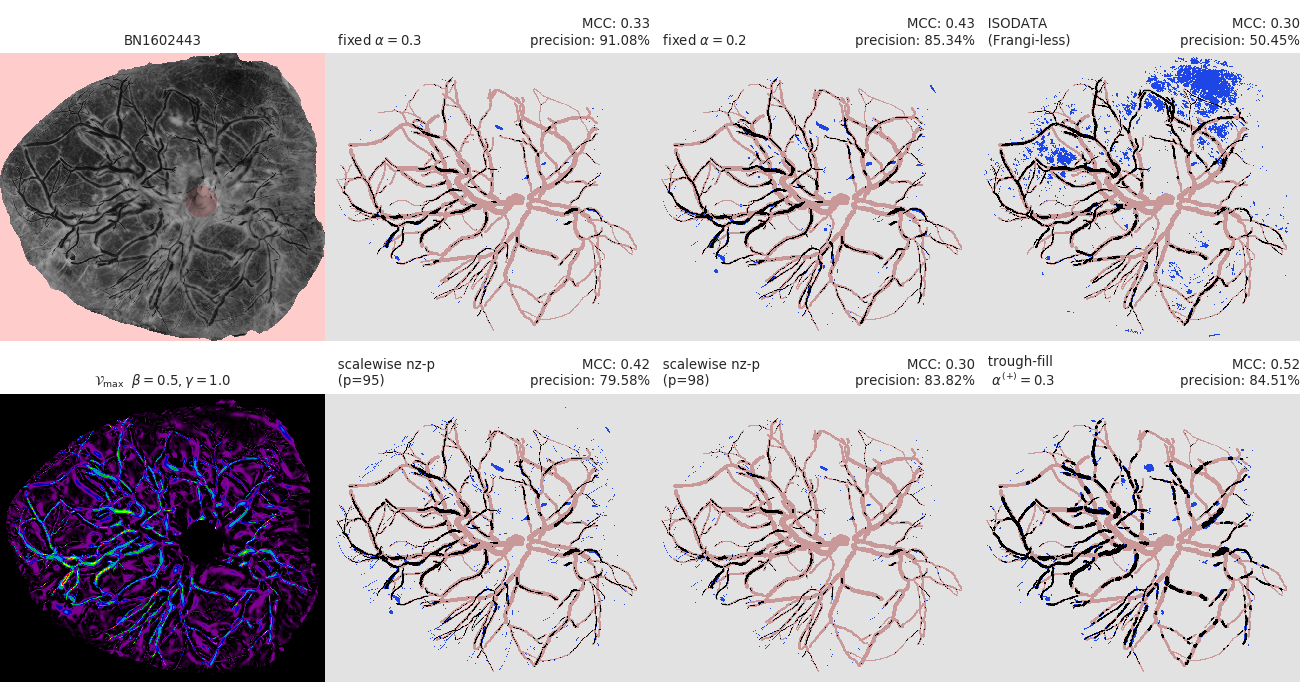 BN1602443
fixed α = 0.3
MCC: 0.33
precision: 91.08%
fixed α = 0.2
MCC: 0.43
precision: 85.34%
ISODATA
(Frangi-less)
MCC: 0.30
precision: 50.45%
𝒱max β = 0.5, γ = 1.0
scalewise nz-p
(p=95)
MCC: 0.42
precision: 79.58%
scalewise nz-p
(p=98)
MCC: 0.30
precision: 83.82%
trough-fill
α(+) = 0.3
MCC: 0.52
precision: 84.51%